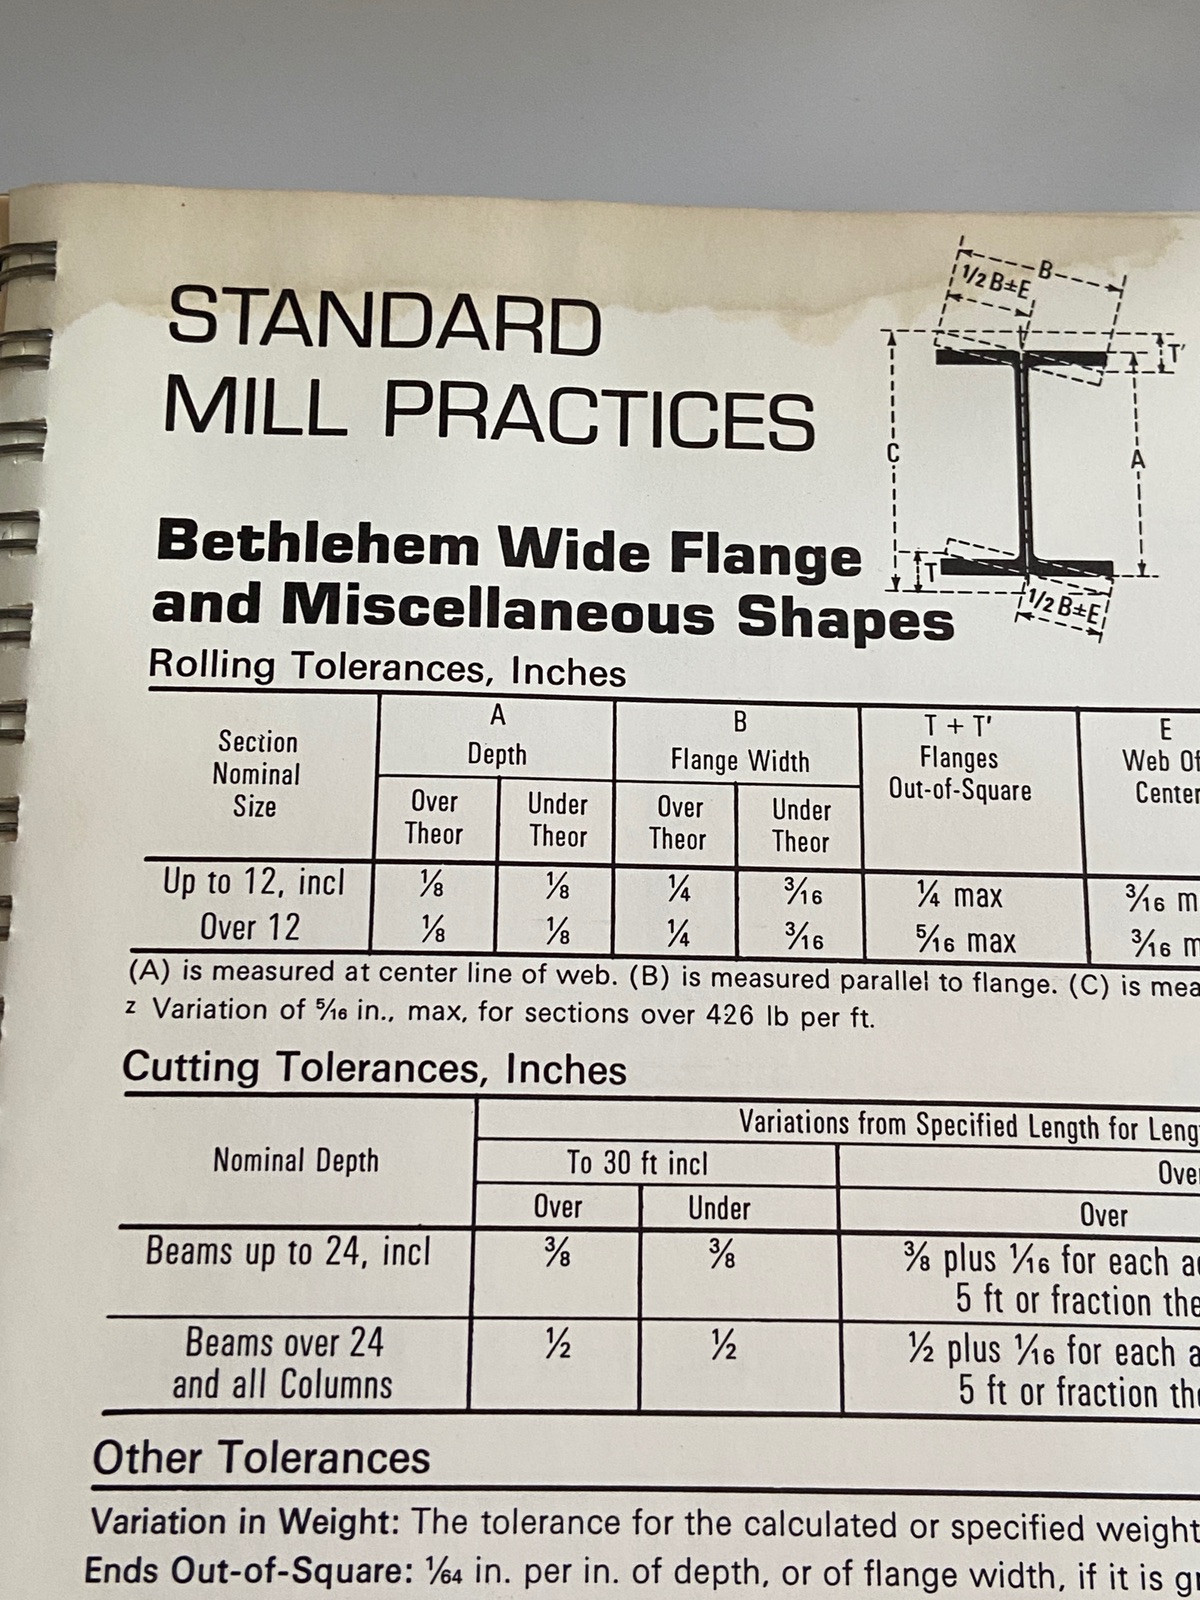 STANDARD
MILL PRACTICES
B
1/2 B±E
T'
C
A
T
1/2 B±E
Bethlehem Wide Flange
and Miscellaneous Shapes
Rolling Tolerances, Inches
Section Nominal Size
A
Depth
B
Flange Width
T + T'
Flanges
Out-of-Square
E
Web Of
Center
Over Theor
Under Theor
Over Theor
Under Theor
Up to 12, incl 1/8 1/8 1/4 3/16 1/4 max 3/16 m
Over 12 1/8 1/8 1/4 3/16 5/16 max 3/16 m
(A) is measured at center line of web. (B) is measured parallel to flange. (C) is mea
z Variation of 5/16 in., max, for sections over 426 lb per ft.
Cutting Tolerances, Inches
Nominal Depth
Variations from Specified Length for Leng
To 30 ft incl
Over
Over Under Over
Beams up to 24, incl 3/8 3/8 3/8 plus 1/16 for each a
5 ft or fraction the
Beams over 24 1/2 1/2 1/2 plus 1/16 for each a
and all Columns 5 ft or fraction th
Other Tolerances
Variation in Weight: The tolerance for the calculated or specified weight
Ends Out-of-Square: 1/64 in. per in. of depth, or of flange width, if it is gr